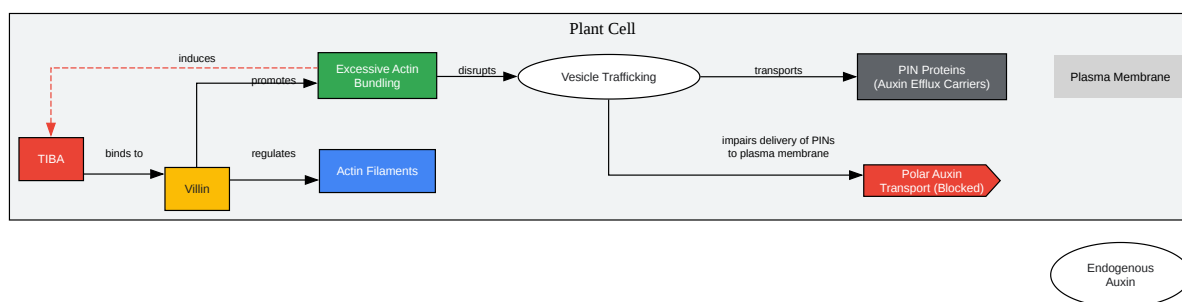 Plant Cell
induces
Excessive Actin
Bundling
promotes
disrupts
Vesicle Trafficking
transports
PIN Proteins
(Auxin Efflux Carriers)
Plasma Membrane
TIBA
binds to
Villin
regulates
Actin Filaments
impairs delivery of PINs
to plasma membrane
Polar Auxin
Transport (Blocked)
Endogenous
Auxin